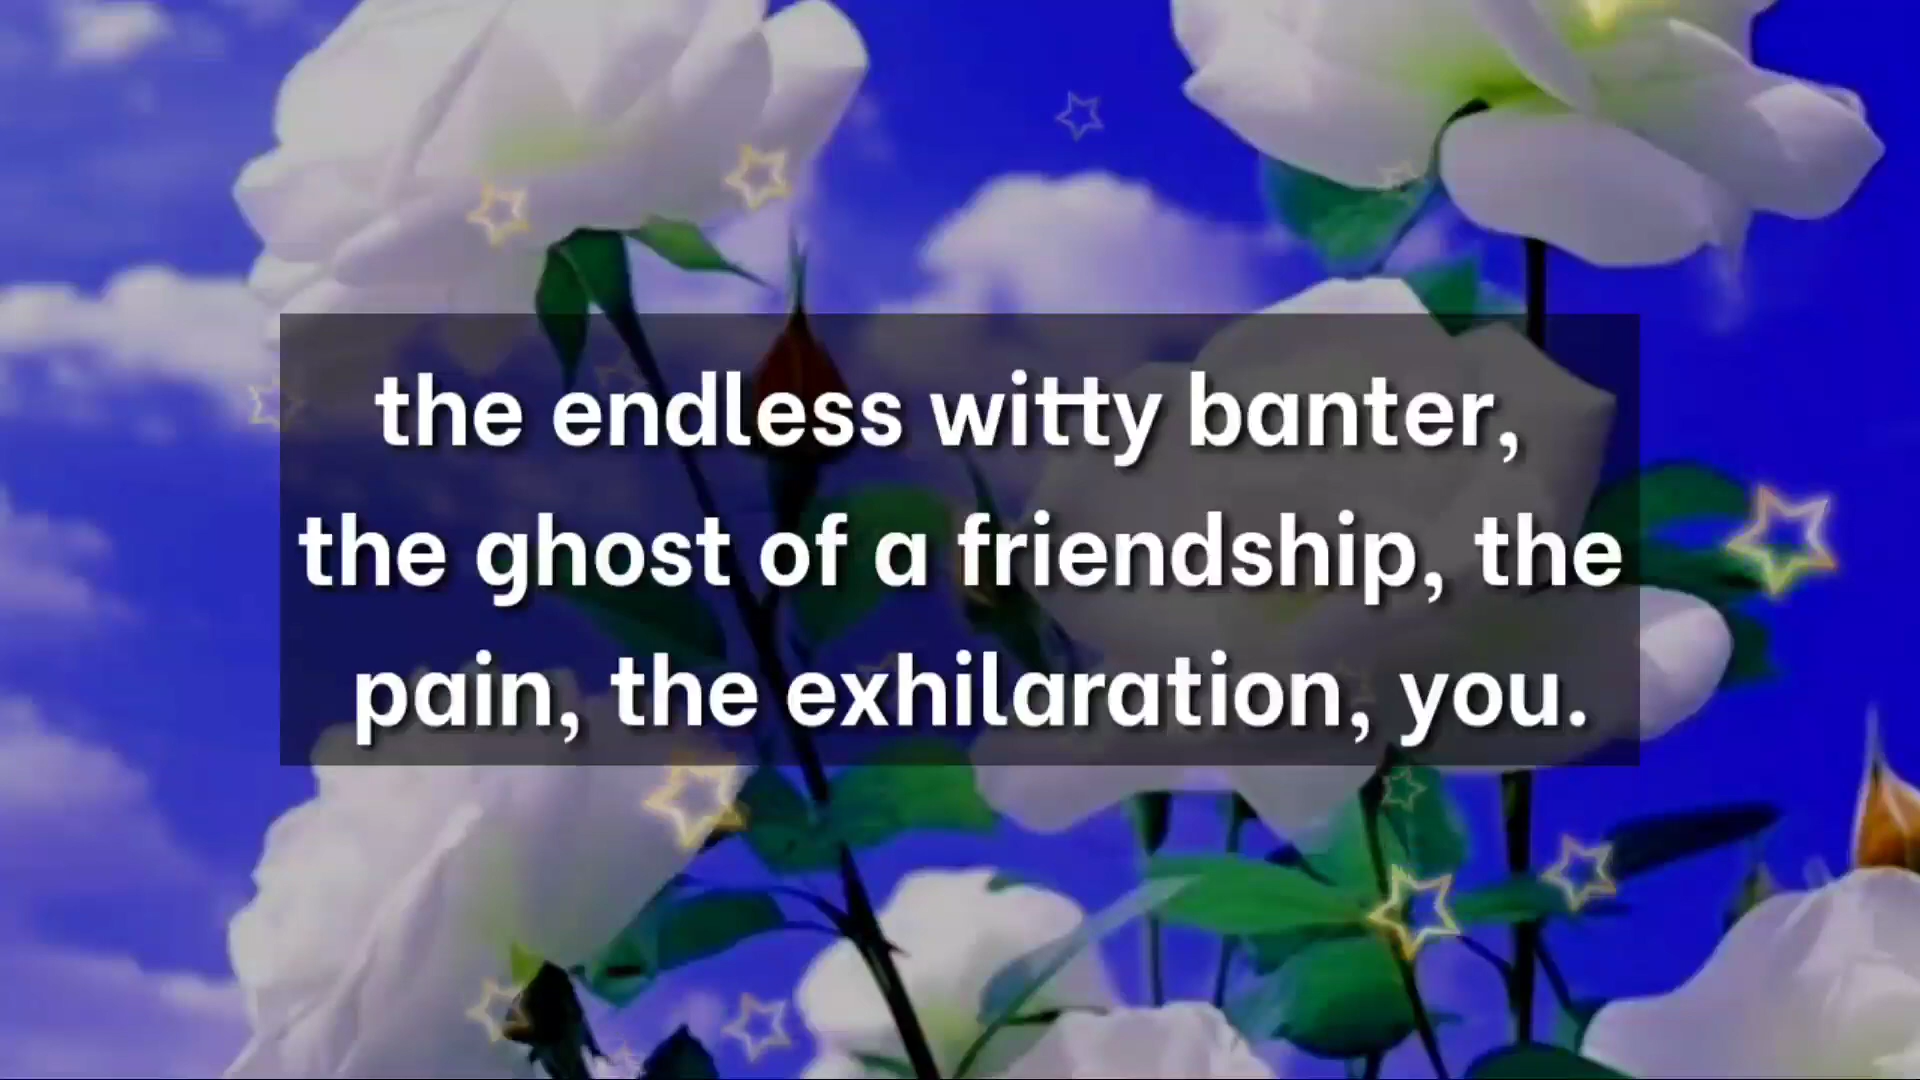 the endless witty banter,
the ghost of a friendship, the
pain, the exhilaration, you.